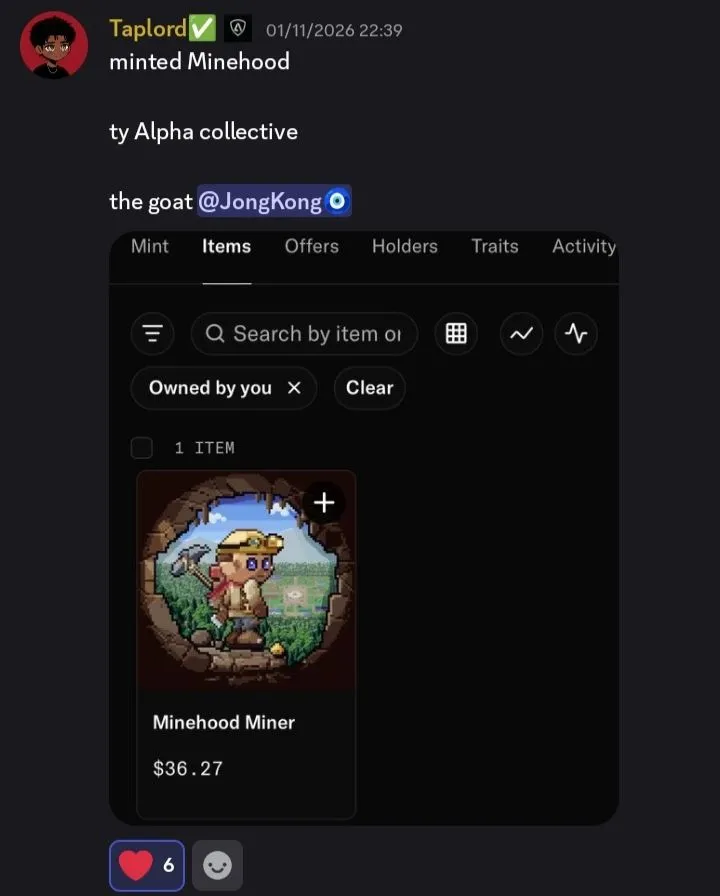 Taplord✅ 01/11/2026 22:39
minted Minehood
ty Alpha collective
the goat @JongKong🧿
Mint Items Offers Holders Traits Activity
Search by item or
Owned by you × Clear
1 ITEM
Minehood Miner
$36.27
6